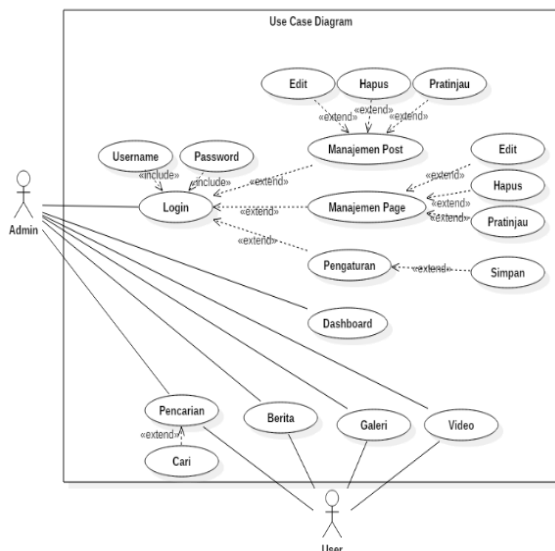 Use Case Diagram
Edit
Hapus
Pratinjau
«extend»
«extend»
«extend»
Manajemen Post
Username
Password
«include»
«include»
«extend»
Edit
Hapus
«extend»
«extend»
«extend»
Pratinjau
Login
«extend»
Manajemen Page
Admin
«extend»
Pengaturan
«extend»
Simpan
Dashboard
Pencarian
Berita
Galeri
Video
«extend»
Cari
User